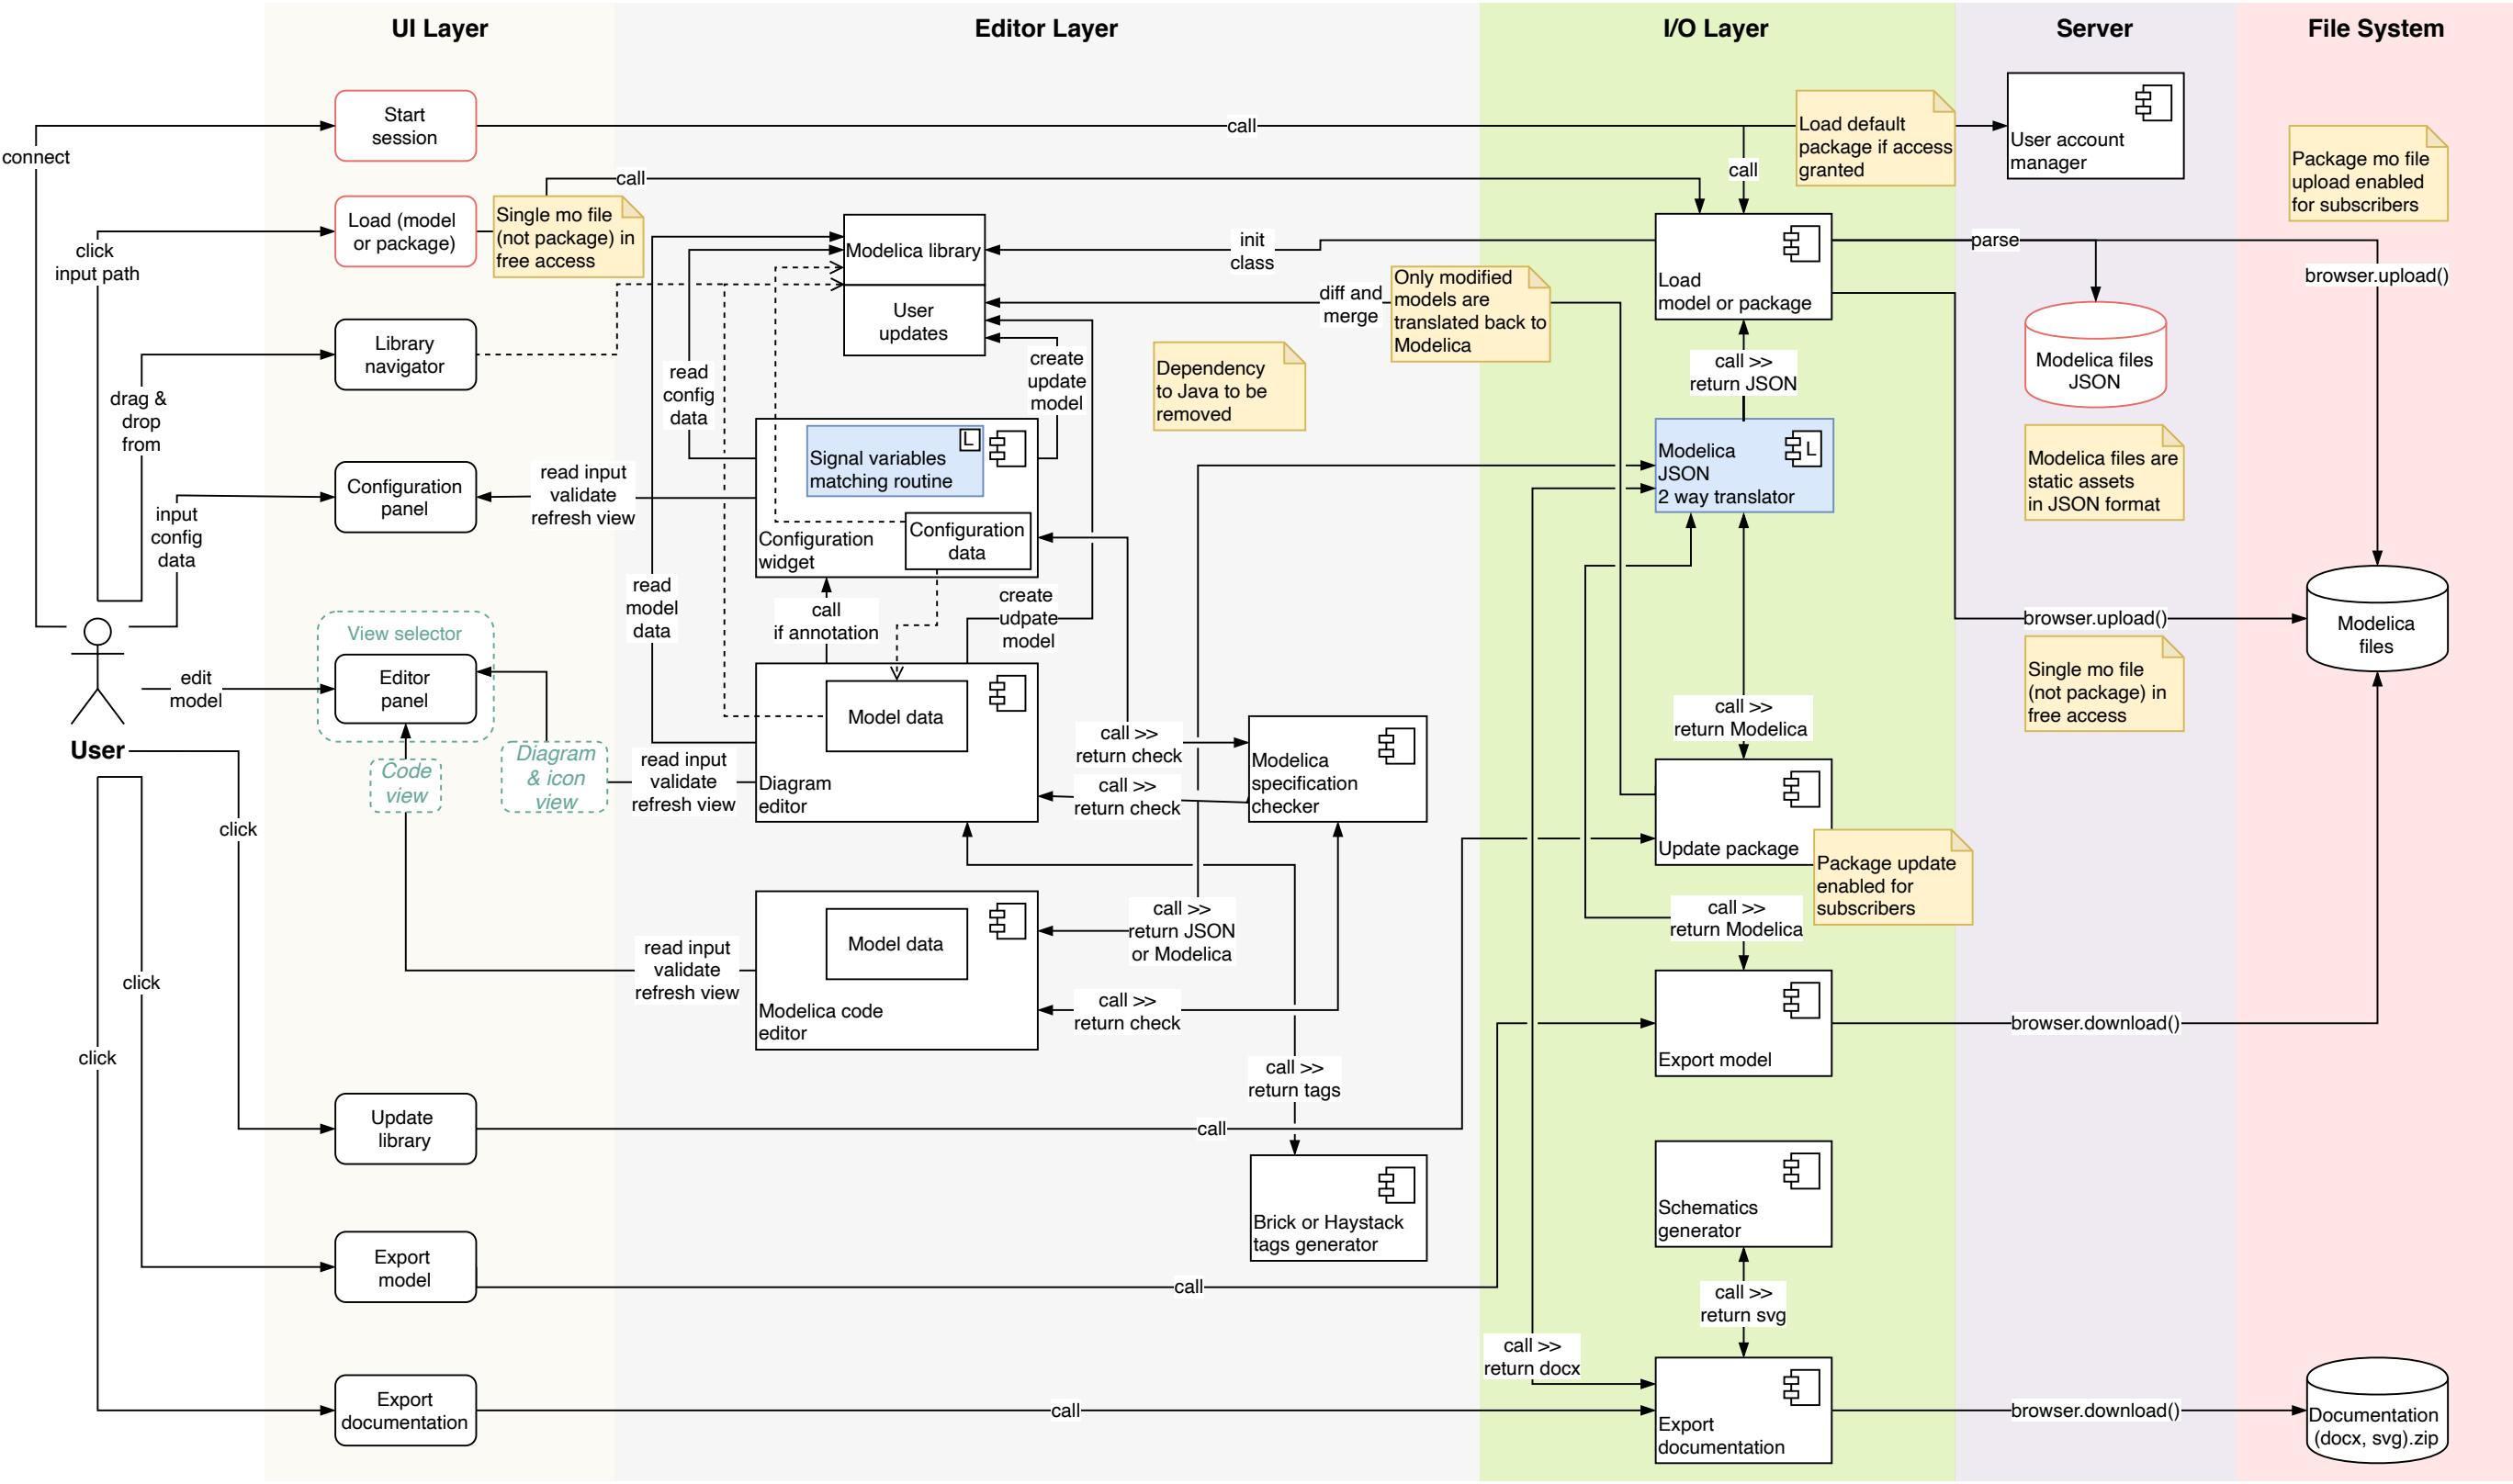 UI Layer
Editor Layer
I/O Layer
Server
File System
connect
Start
session
call
call
Load default
package if access
granted
User account
manager
Package mo file
upload enabled
for subscribers
click
input path
Load (model
or package)
Single mo file
(not package) in
free access
call
Modelica library
User
updates
init
class
diff and
merge
Only modified
models are
translated back to
Modelica
Load
model or package
parse
browser.upload()
Modelica files
JSON
Library
navigator
drag &
drop
from
read
config
data
create
update
model
Dependency
to Java to be
removed
call >>
return JSON
Modelica files are
static assets
in JSON format
Configuration
panel
input
config
data
read input
validate
refresh view
Signal variables
matching routine
L
Configuration
widget
Configuration
data
Modelica
JSON
2 way translator
L
read
model
data
call
if annotation
create
udpate
model
browser.upload()
Modelica
files
Single mo file
(not package) in
free access
View selector
Editor
panel
edit
model
User
Code
view
Diagram
& icon
view
read input
validate
refresh view
Model data
Diagram
editor
call >>
return check
call >>
return check
Modelica
specification
checker
call >>
return Modelica
Update package
Package update
enabled for
subscribers
click
click
click
read input
validate
refresh view
Model data
Modelica code
editor
call >>
return JSON
or Modelica
call >>
return check
call >>
return Modelica
Export model
browser.download()
call >>
return tags
Update
library
call
Brick or Haystack
tags generator
Schematics
generator
Export
model
call
call >>
return svg
call >>
return docx
Export
documentation
call
Export
documentation
browser.download()
Documentation
(docx, svg).zip